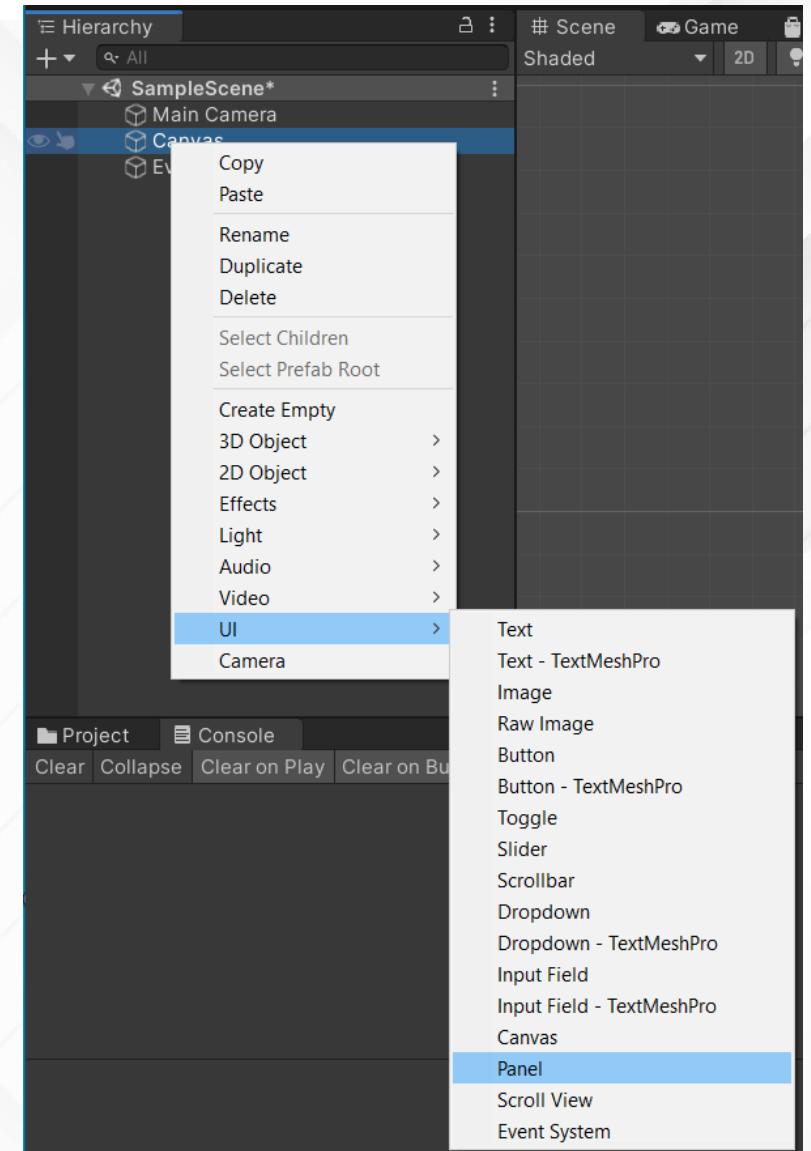 Hierarchy
Scene
Game
All
Shaded
2D
SampleScene*
Main Camera
Canvas
Copy
Paste
Rename
Duplicate
Delete
Select Children
Select Prefab Root
Create Empty
3D Object
2D Object
Effects
Light
Audio
Video
UI
Camera
Text
Text - TextMeshPro
Image
Raw Image
Button
Button - TextMeshPro
Toggle
Slider
Scrollbar
Dropdown
Dropdown - TextMeshPro
Input Field
Input Field - TextMeshPro
Canvas
Panel
Scroll View
Event System
Project
Console
Clear
Collapse
Clear on Play
Clear on Bu